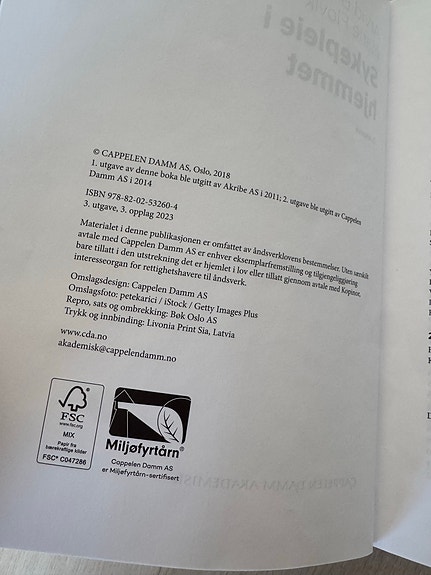 © CAPPELEN DAMM AS, Oslo, 2018
1. utgave av denne boka ble utgitt av Akribe AS i 2011; 2. utgave ble utgitt av Cappelen
Damm AS i 2014
ISBN 978-82-02-53260-4
3. utgave, 3. opplag 2023
Materialet i denne publikasjonen er omfattet av åndsverklovens bestemmelser. Uten særskilt
avtale med Cappelen Damm AS er enhver eksemplarfremstilling og tilgjengeliggjøring
bare tillatt i den utstrekning det er hjemlet i lov eller tillatt gjennom avtale med Kopinor,
interesseorgan for rettighetshavere til åndsverk.
Omslagsdesign: Cappelen Damm AS
Omslagsfoto: petekarici / iStock / Getty Images Plus
Repro, sats og ombrekking: Bøk Oslo AS
Trykk og innbinding: Livonia Print Sia, Latvia
www.cda.no
akademisk@cappelendamm.no
FSC
www.fsc.org
MIX
Papir fra
bærekraftige kilder
FSC® C047286
Miljøfyrtårn®
Cappelen Damm AS
er Miljøfyrtårn-sertifisert
Sykepleie i
hjemmet
CAPPELEN DAMM AKADEMISK